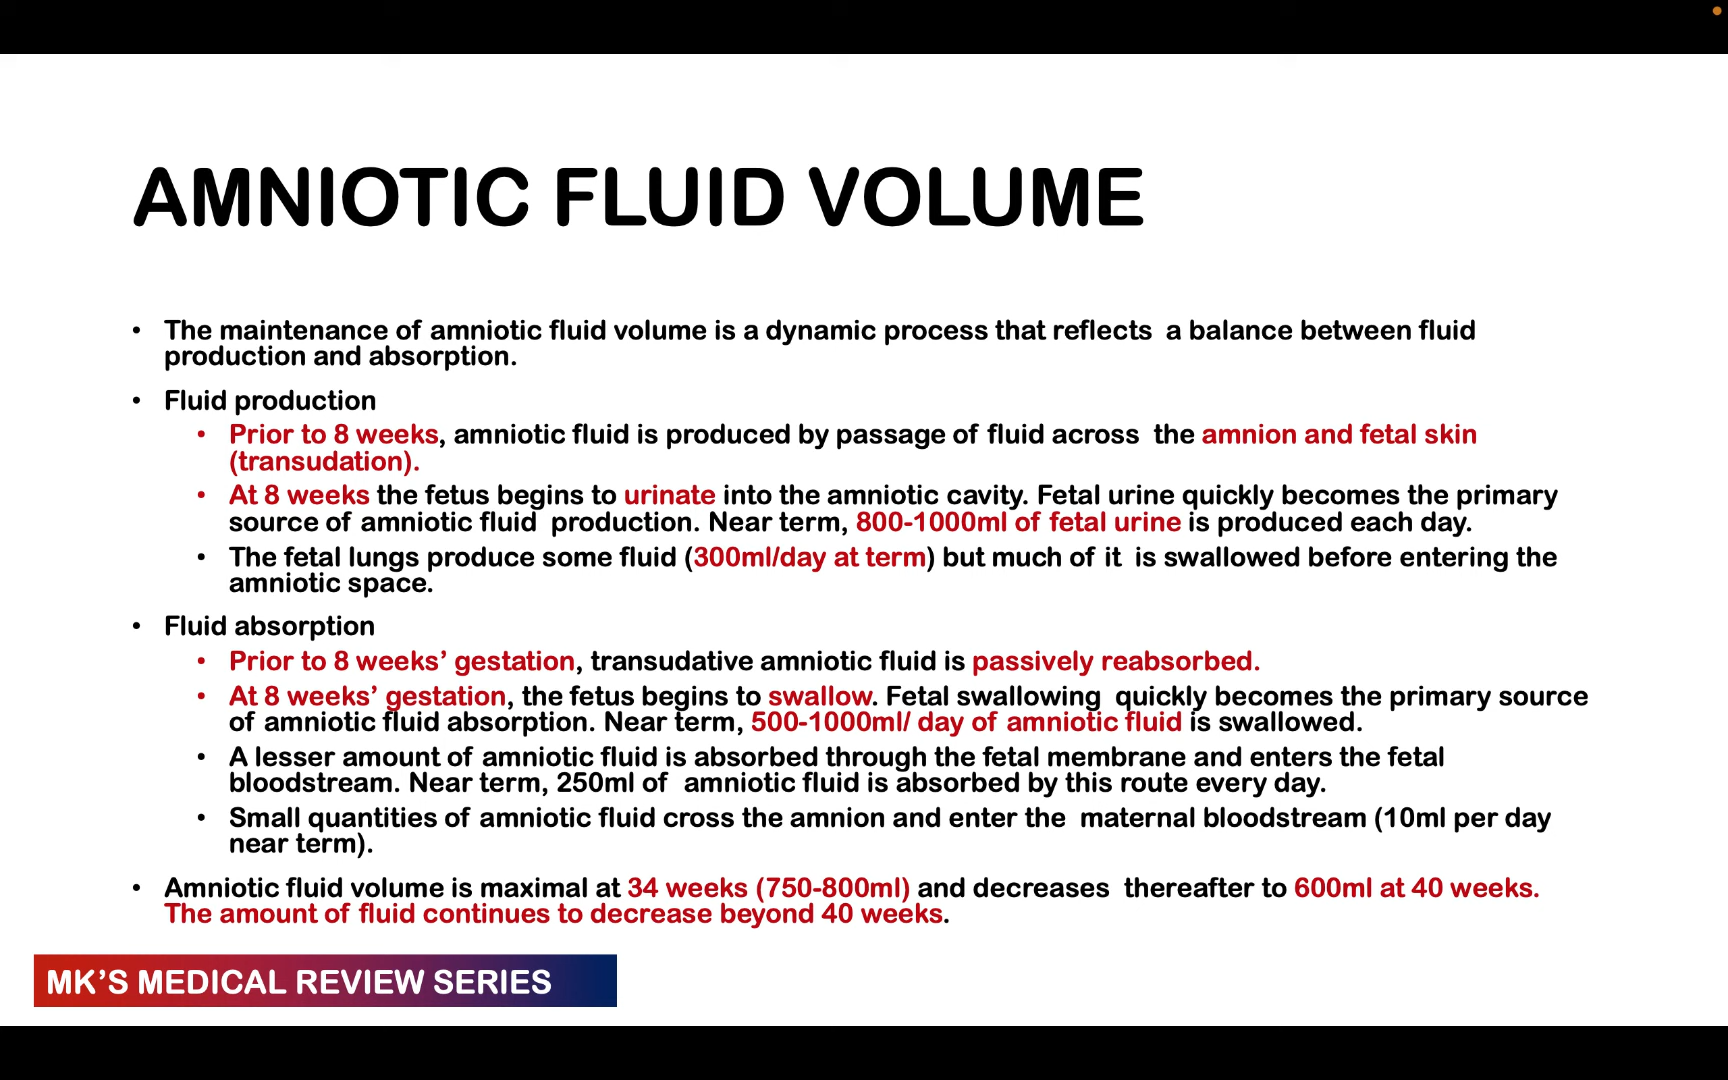 AMNIOTIC FLUID VOLUME
• The maintenance of amniotic fluid volume is a dynamic process that reflects a balance between fluid
production and absorption.
• Fluid production
• Prior to 8 weeks, amniotic fluid is produced by passage of fluid across the amnion and fetal skin
(transudation).
• At 8 weeks the fetus begins to urinate into the amniotic cavity. Fetal urine quickly becomes the primary
source of amniotic fluid production. Near term, 800-1000ml of fetal urine is produced each day.
• The fetal lungs produce some fluid (300ml/day at term) but much of it is swallowed before entering the
amniotic space.
• Fluid absorption
• Prior to 8 weeks’ gestation, transudative amniotic fluid is passively reabsorbed.
• At 8 weeks’ gestation, the fetus begins to swallow. Fetal swallowing quickly becomes the primary source
of amniotic fluid absorption. Near term, 500-1000ml/ day of amniotic fluid is swallowed.
• A lesser amount of amniotic fluid is absorbed through the fetal membrane and enters the fetal
bloodstream. Near term, 250ml of amniotic fluid is absorbed by this route every day.
• Small quantities of amniotic fluid cross the amnion and enter the maternal bloodstream (10ml per day
near term).
• Amniotic fluid volume is maximal at 34 weeks (750-800ml) and decreases thereafter to 600ml at 40 weeks.
The amount of fluid continues to decrease beyond 40 weeks.
MK’S MEDICAL REVIEW SERIES